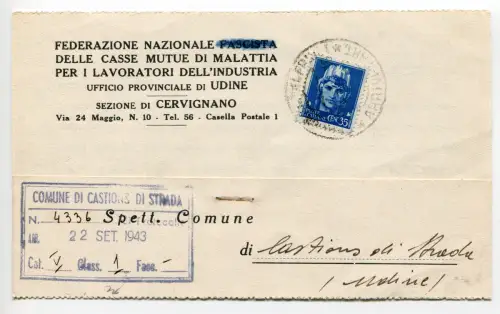 FEDERAZIONE NAZIONALE FASCISTA
DELLE CASSE MUTUE DI MALATTIA
PER I LAVORATORI DELL'INDUSTRIA
UFFICIO PROVINCIALE DI UDINE
SEZIONE DI CERVIGNANO
Via 24 Maggio, N. 10 - Tel. 56 - Casella Postale 1
CENT. 35
COMUNE DI CASTIONS DI STRADA
N. 4336 Spett. Comune
22 SET. 1943
di Castions di Strada
Cat. V Class. 1 Fasc. -
(Udine)